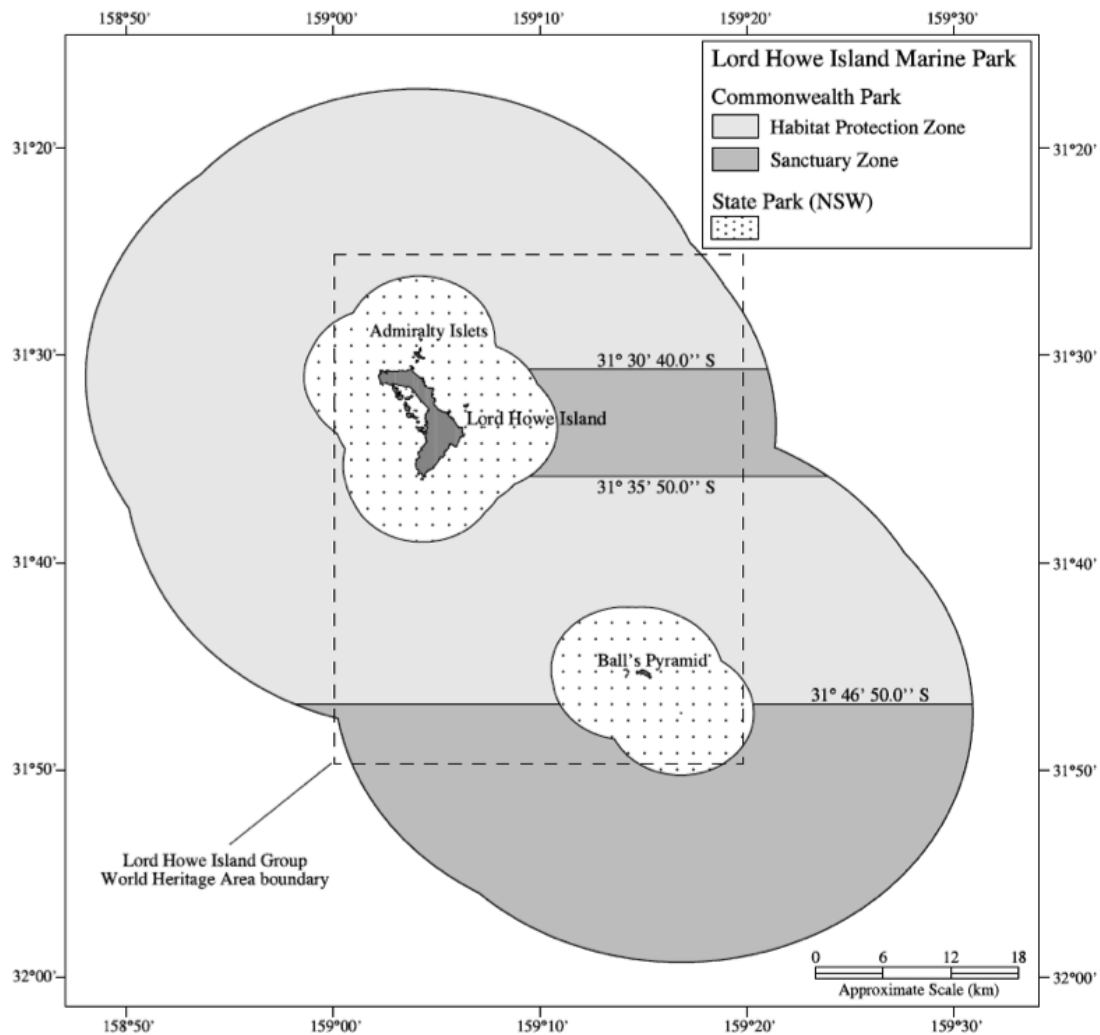 158°50'
159°00'
159°10'
159°20'
159°30'
Lord Howe Island Marine Park
Commonwealth Park
Habitat Protection Zone
Sanctuary Zone
State Park (NSW)
31°20'
31°20'
Admiralty Islets
31°30'
31° 30' 40.0'' S
31°30'
Lord Howe Island
31° 35' 50.0'' S
31°40'
31°40'
Ball's Pyramid
31° 46' 50.0'' S
31°50'
31°50'
Lord Howe Island Group
World Heritage Area boundary
0 6 12 18
Approximate Scale (km)
32°00'
32°00'
158°50'
159°00'
159°10'
159°20'
159°30'